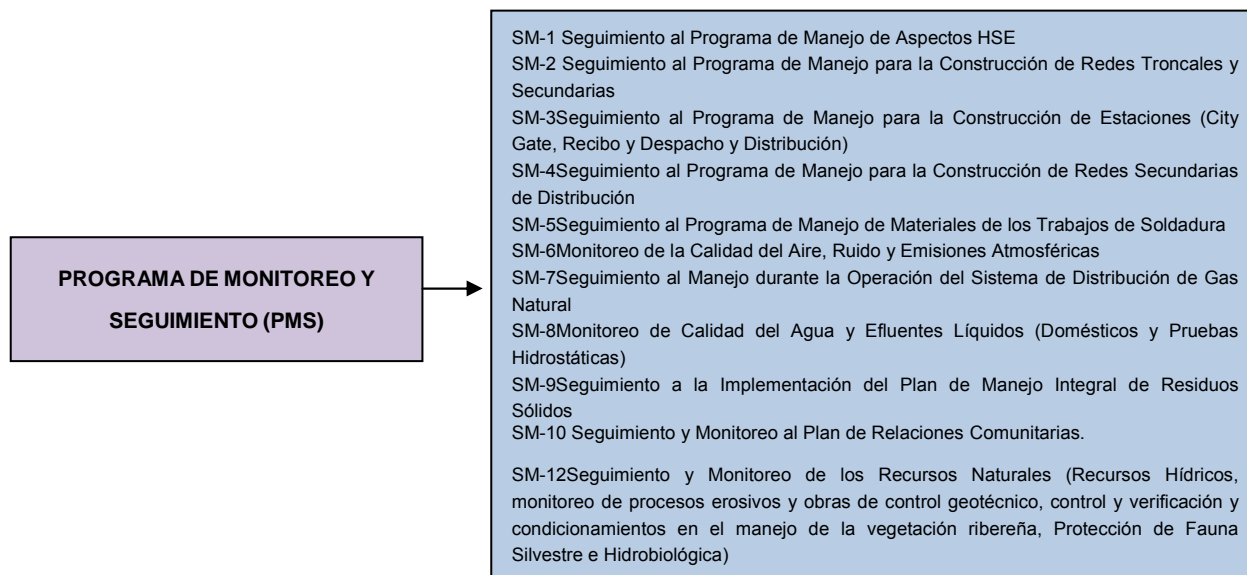 PROGRAMA DE MONITOREO Y
SEGUIMIENTO (PMS)
SM-1 Seguimiento al Programa de Manejo de Aspectos HSE
SM-2 Seguimiento al Programa de Manejo para la Construcción de Redes Troncales y
Secundarias
SM-3Seguimiento al Programa de Manejo para la Construcción de Estaciones (City
Gate, Recibo y Despacho y Distribución)
SM-4Seguimiento al Programa de Manejo para la Construcción de Redes Secundarias
de Distribución
SM-5Seguimiento al Programa de Manejo de Materiales de los Trabajos de Soldadura
SM-6Monitoreo de la Calidad del Aire, Ruido y Emisiones Atmosféricas
SM-7Seguimiento al Manejo durante la Operación del Sistema de Distribución de Gas
Natural
SM-8Monitoreo de Calidad del Agua y Efluentes Líquidos (Domésticos y Pruebas
Hidrostáticas)
SM-9Seguimiento a la Implementación del Plan de Manejo Integral de Residuos
Sólidos
SM-10 Seguimiento y Monitoreo al Plan de Relaciones Comunitarias.
SM-12Seguimiento y Monitoreo de los Recursos Naturales (Recursos Hídricos,
monitoreo de procesos erosivos y obras de control geotécnico, control y verificación y
condicionamientos en el manejo de la vegetación ribereña, Protección de Fauna
Silvestre e Hidrobiológica)